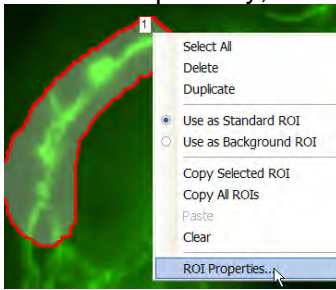 1
Select All
Delete
Duplicate
Use as Standard ROI
Use as Background ROI
Copy Selected ROI
Copy All ROIs
Paste
Clear
ROI Properties...